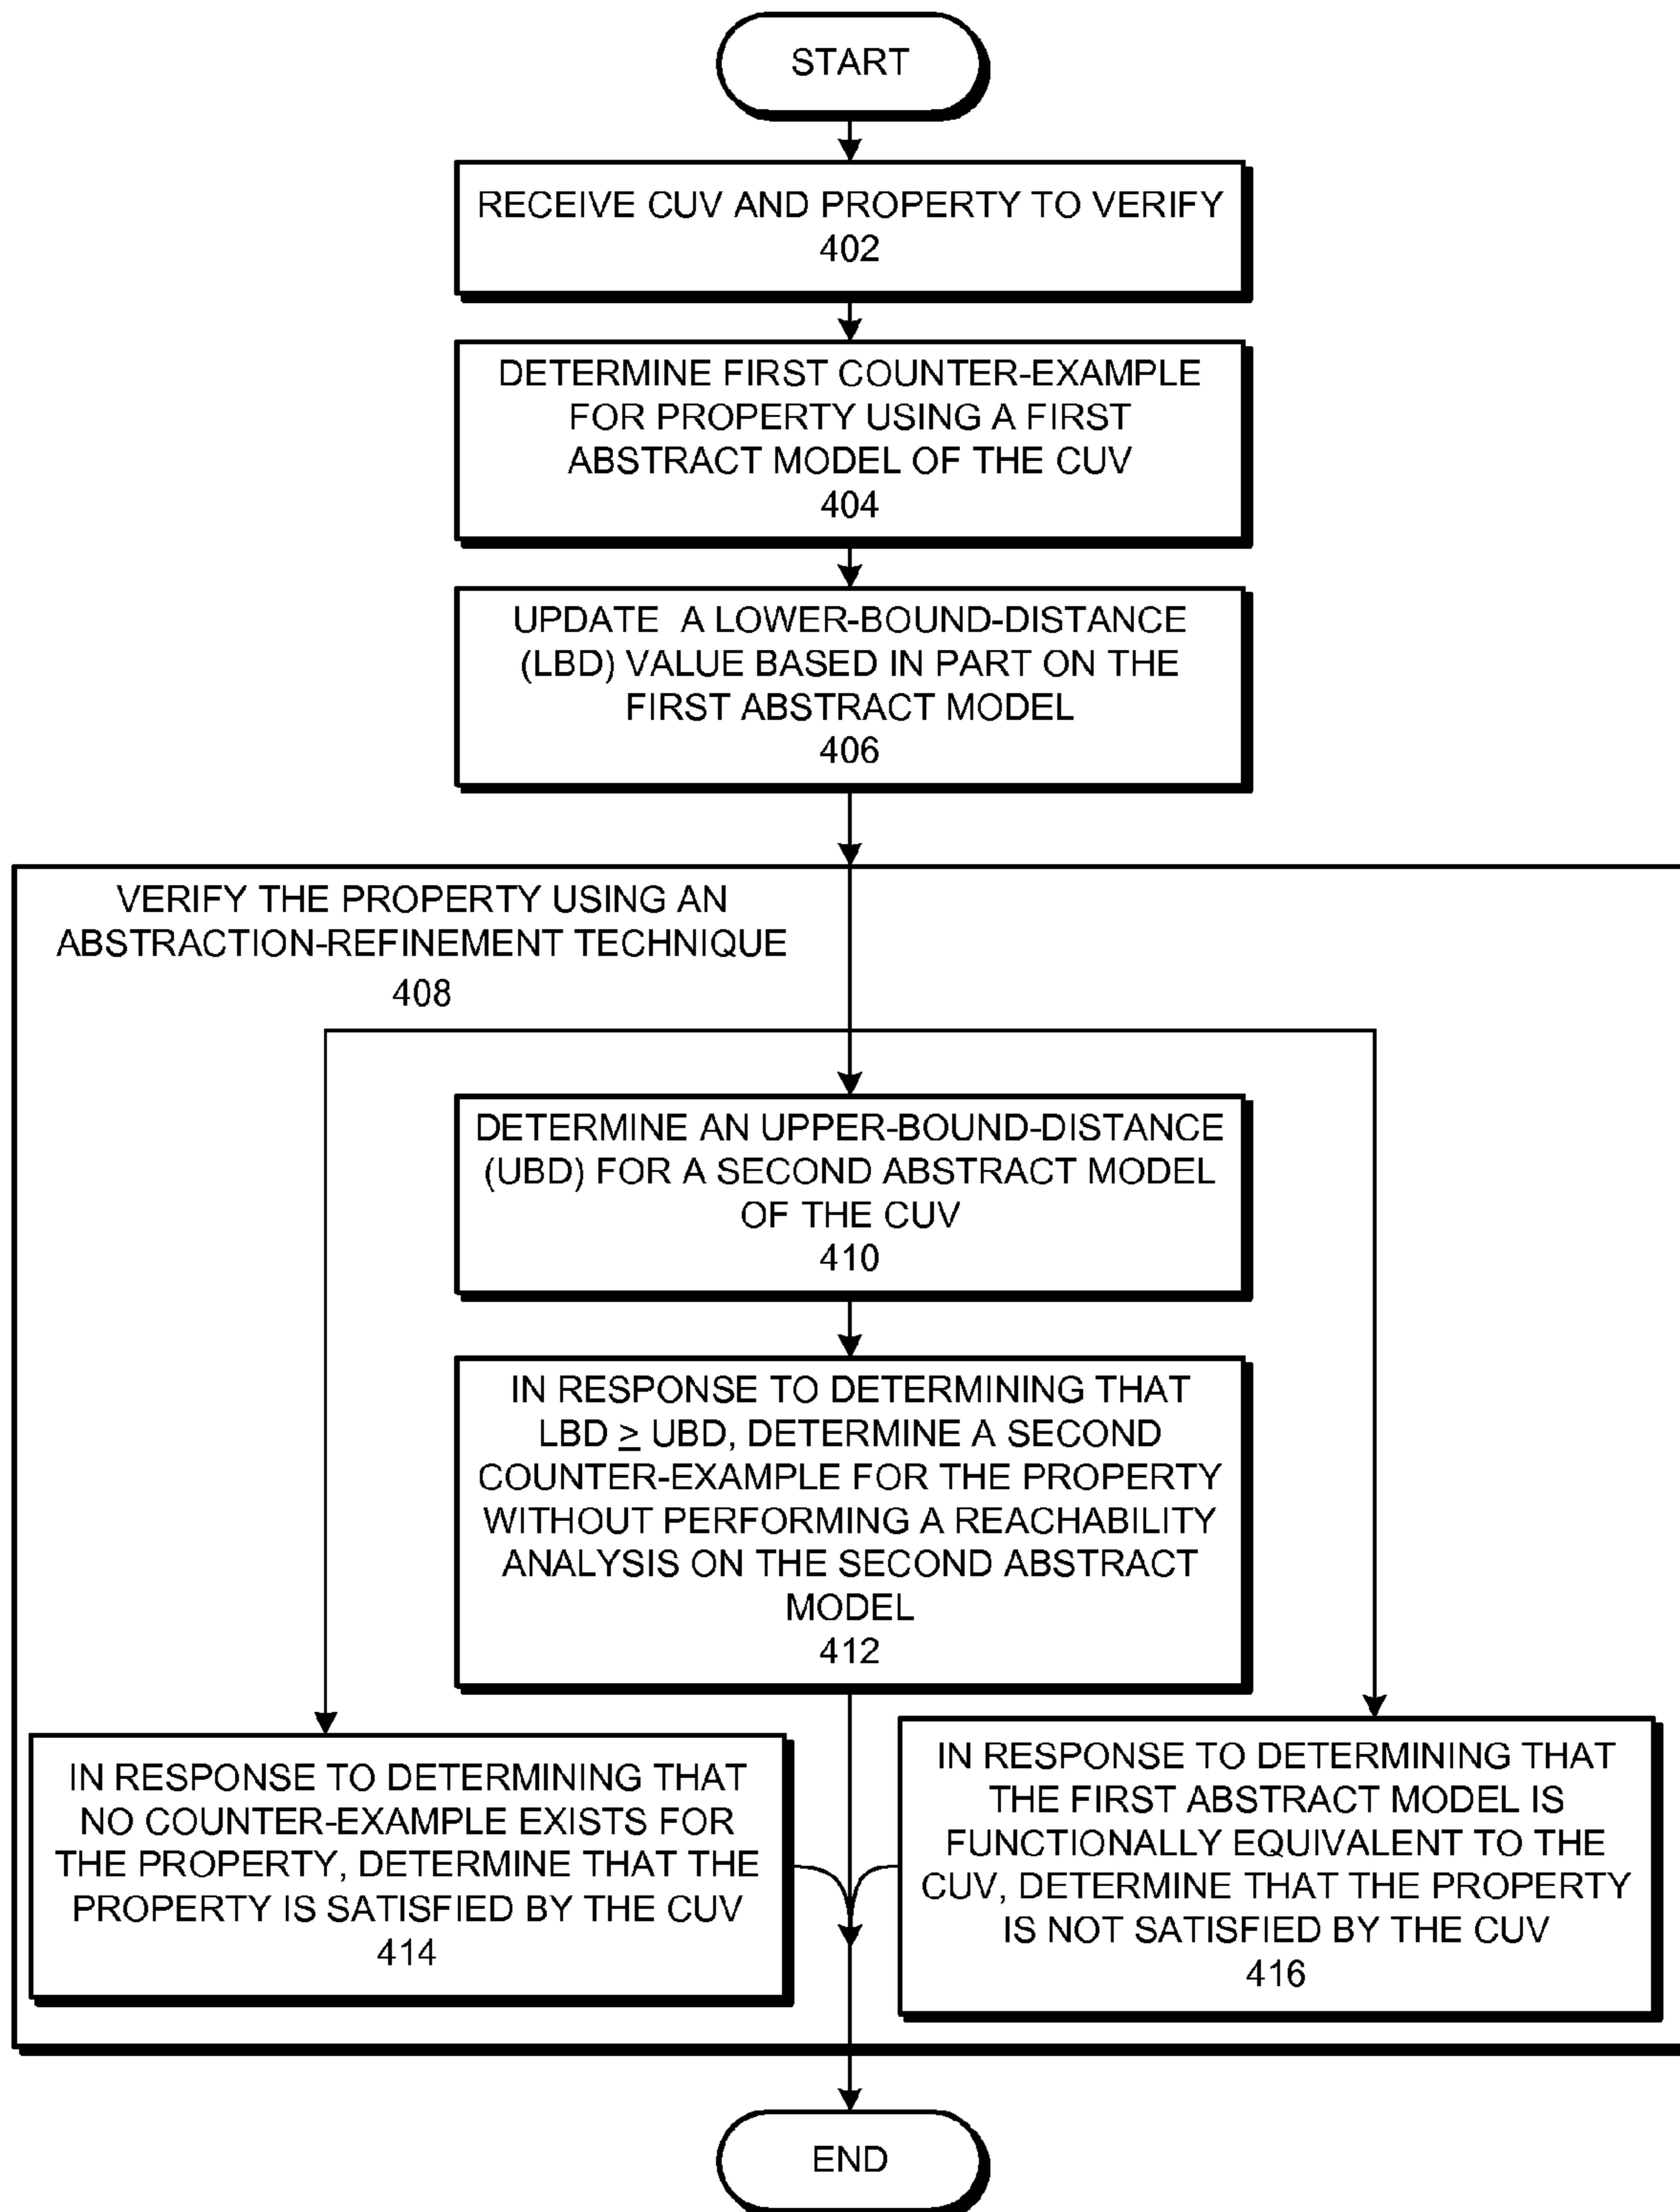 START
RECEIVE CUV AND PROPERTY TO VERIFY
402
DETERMINE FIRST COUNTER-EXAMPLE
FOR PROPERTY USING A FIRST
ABSTRACT MODEL OF THE CUV
404
UPDATE A LOWER-BOUND-DISTANCE
(LBD) VALUE BASED IN PART ON THE
FIRST ABSTRACT MODEL
406
VERIFY THE PROPERTY USING AN
ABSTRACTION-REFINEMENT TECHNIQUE
408
DETERMINE AN UPPER-BOUND-DISTANCE
(UBD) FOR A SECOND ABSTRACT MODEL
OF THE CUV
410
IN RESPONSE TO DETERMINING THAT
LBD ≥ UBD, DETERMINE A SECOND
COUNTER-EXAMPLE FOR THE PROPERTY
WITHOUT PERFORMING A REACHABILITY
ANALYSIS ON THE SECOND ABSTRACT
MODEL
412
IN RESPONSE TO DETERMINING THAT
NO COUNTER-EXAMPLE EXISTS FOR
THE PROPERTY, DETERMINE THAT THE
PROPERTY IS SATISFIED BY THE CUV
414
IN RESPONSE TO DETERMINING THAT
THE FIRST ABSTRACT MODEL IS
FUNCTIONALLY EQUIVALENT TO THE
CUV, DETERMINE THAT THE PROPERTY
IS NOT SATISFIED BY THE CUV
416
END